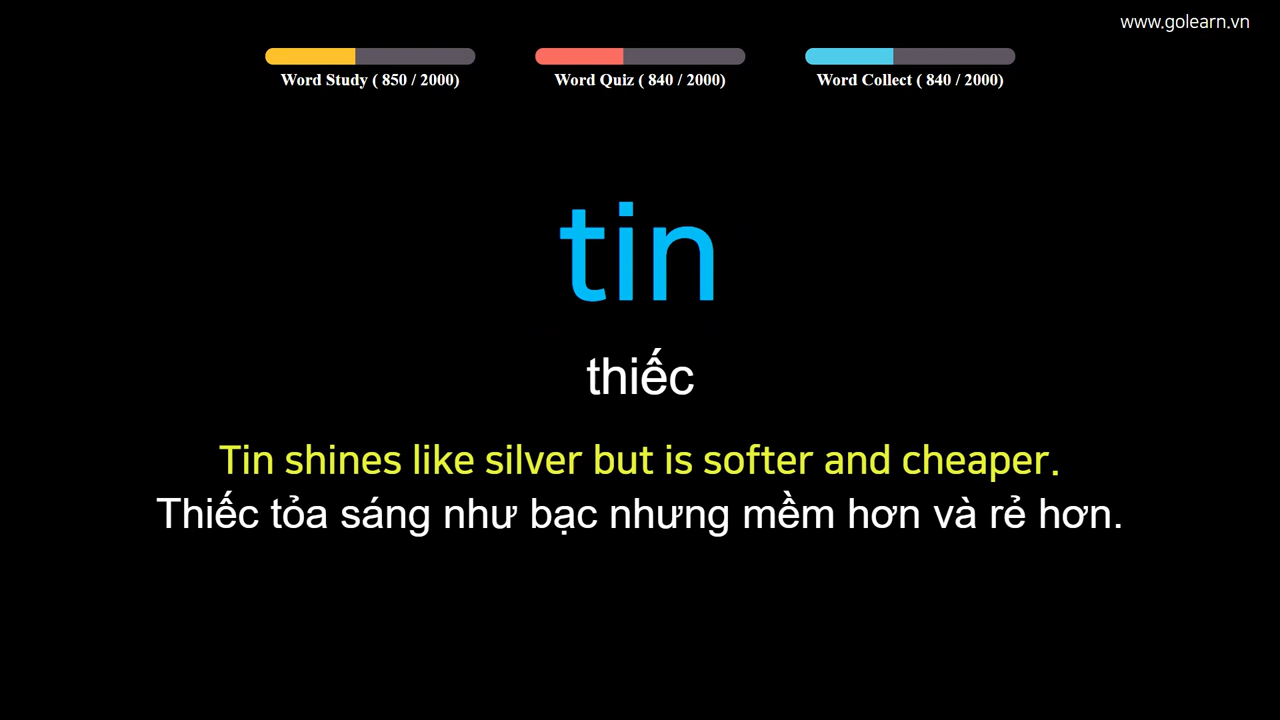 www.golearn.vn
Word Study ( 850 / 2000)
Word Quiz ( 840 / 2000)
Word Collect ( 840 / 2000)
tin
thiếc
Tin shines like silver but is softer and cheaper.
Thiếc tỏa sáng như bạc nhưng mềm hơn và rẻ hơn.